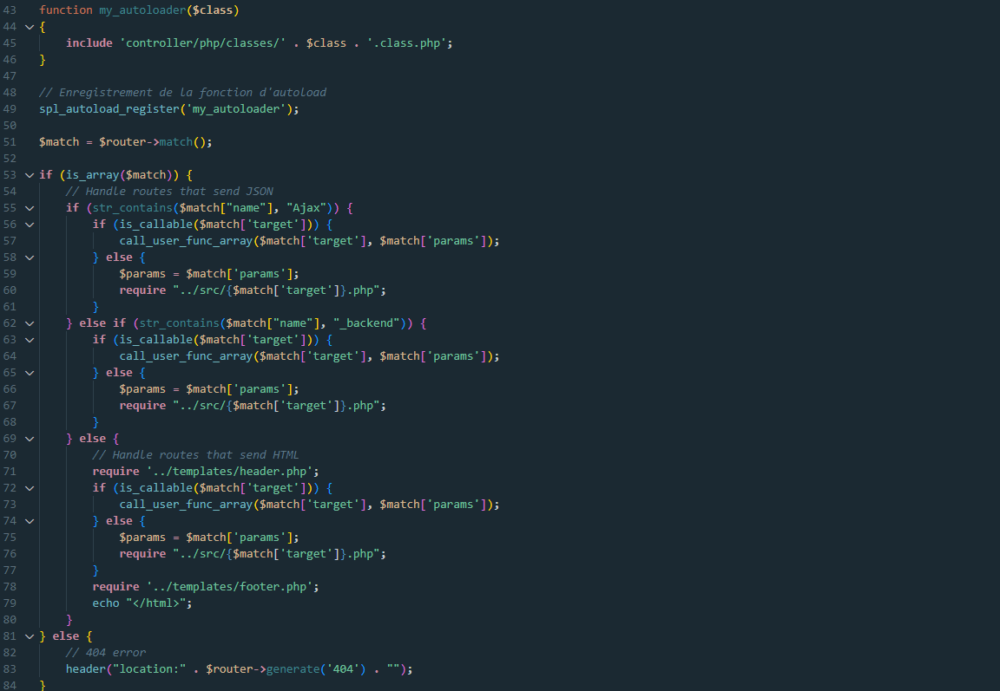 43 function my_autoloader($class)
44 {
45     include 'controller/php/classes/' . $class . '.class.php';
46 }
47
48 // Enregistrement de la fonction d'autoload
49 spl_autoload_register('my_autoloader');
50
51 $match = $router->match();
52
53 if (is_array($match)) {
54     // Handle routes that send JSON
55     if (str_contains($match["name"], "Ajax")) {
56         if (is_callable($match['target'])) {
57             call_user_func_array($match['target'], $match['params']);
58         } else {
59             $params = $match['params'];
60             require "../src/{$match['target']}.php";
61         }
62     } else if (str_contains($match["name"], "_backend")) {
63         if (is_callable($match['target'])) {
64             call_user_func_array($match['target'], $match['params']);
65         } else {
66             $params = $match['params'];
67             require "../src/{$match['target']}.php";
68         }
69     } else {
70         // Handle routes that send HTML
71         require '../templates/header.php';
72         if (is_callable($match['target'])) {
73             call_user_func_array($match['target'], $match['params']);
74         } else {
75             $params = $match['params'];
76             require "../src/{$match['target']}.php";
77         }
78         require '../templates/footer.php';
79         echo "</html>";
80     }
81 } else {
82     // 404 error
83     header("location:" . $router->generate('404') . "");
84 }